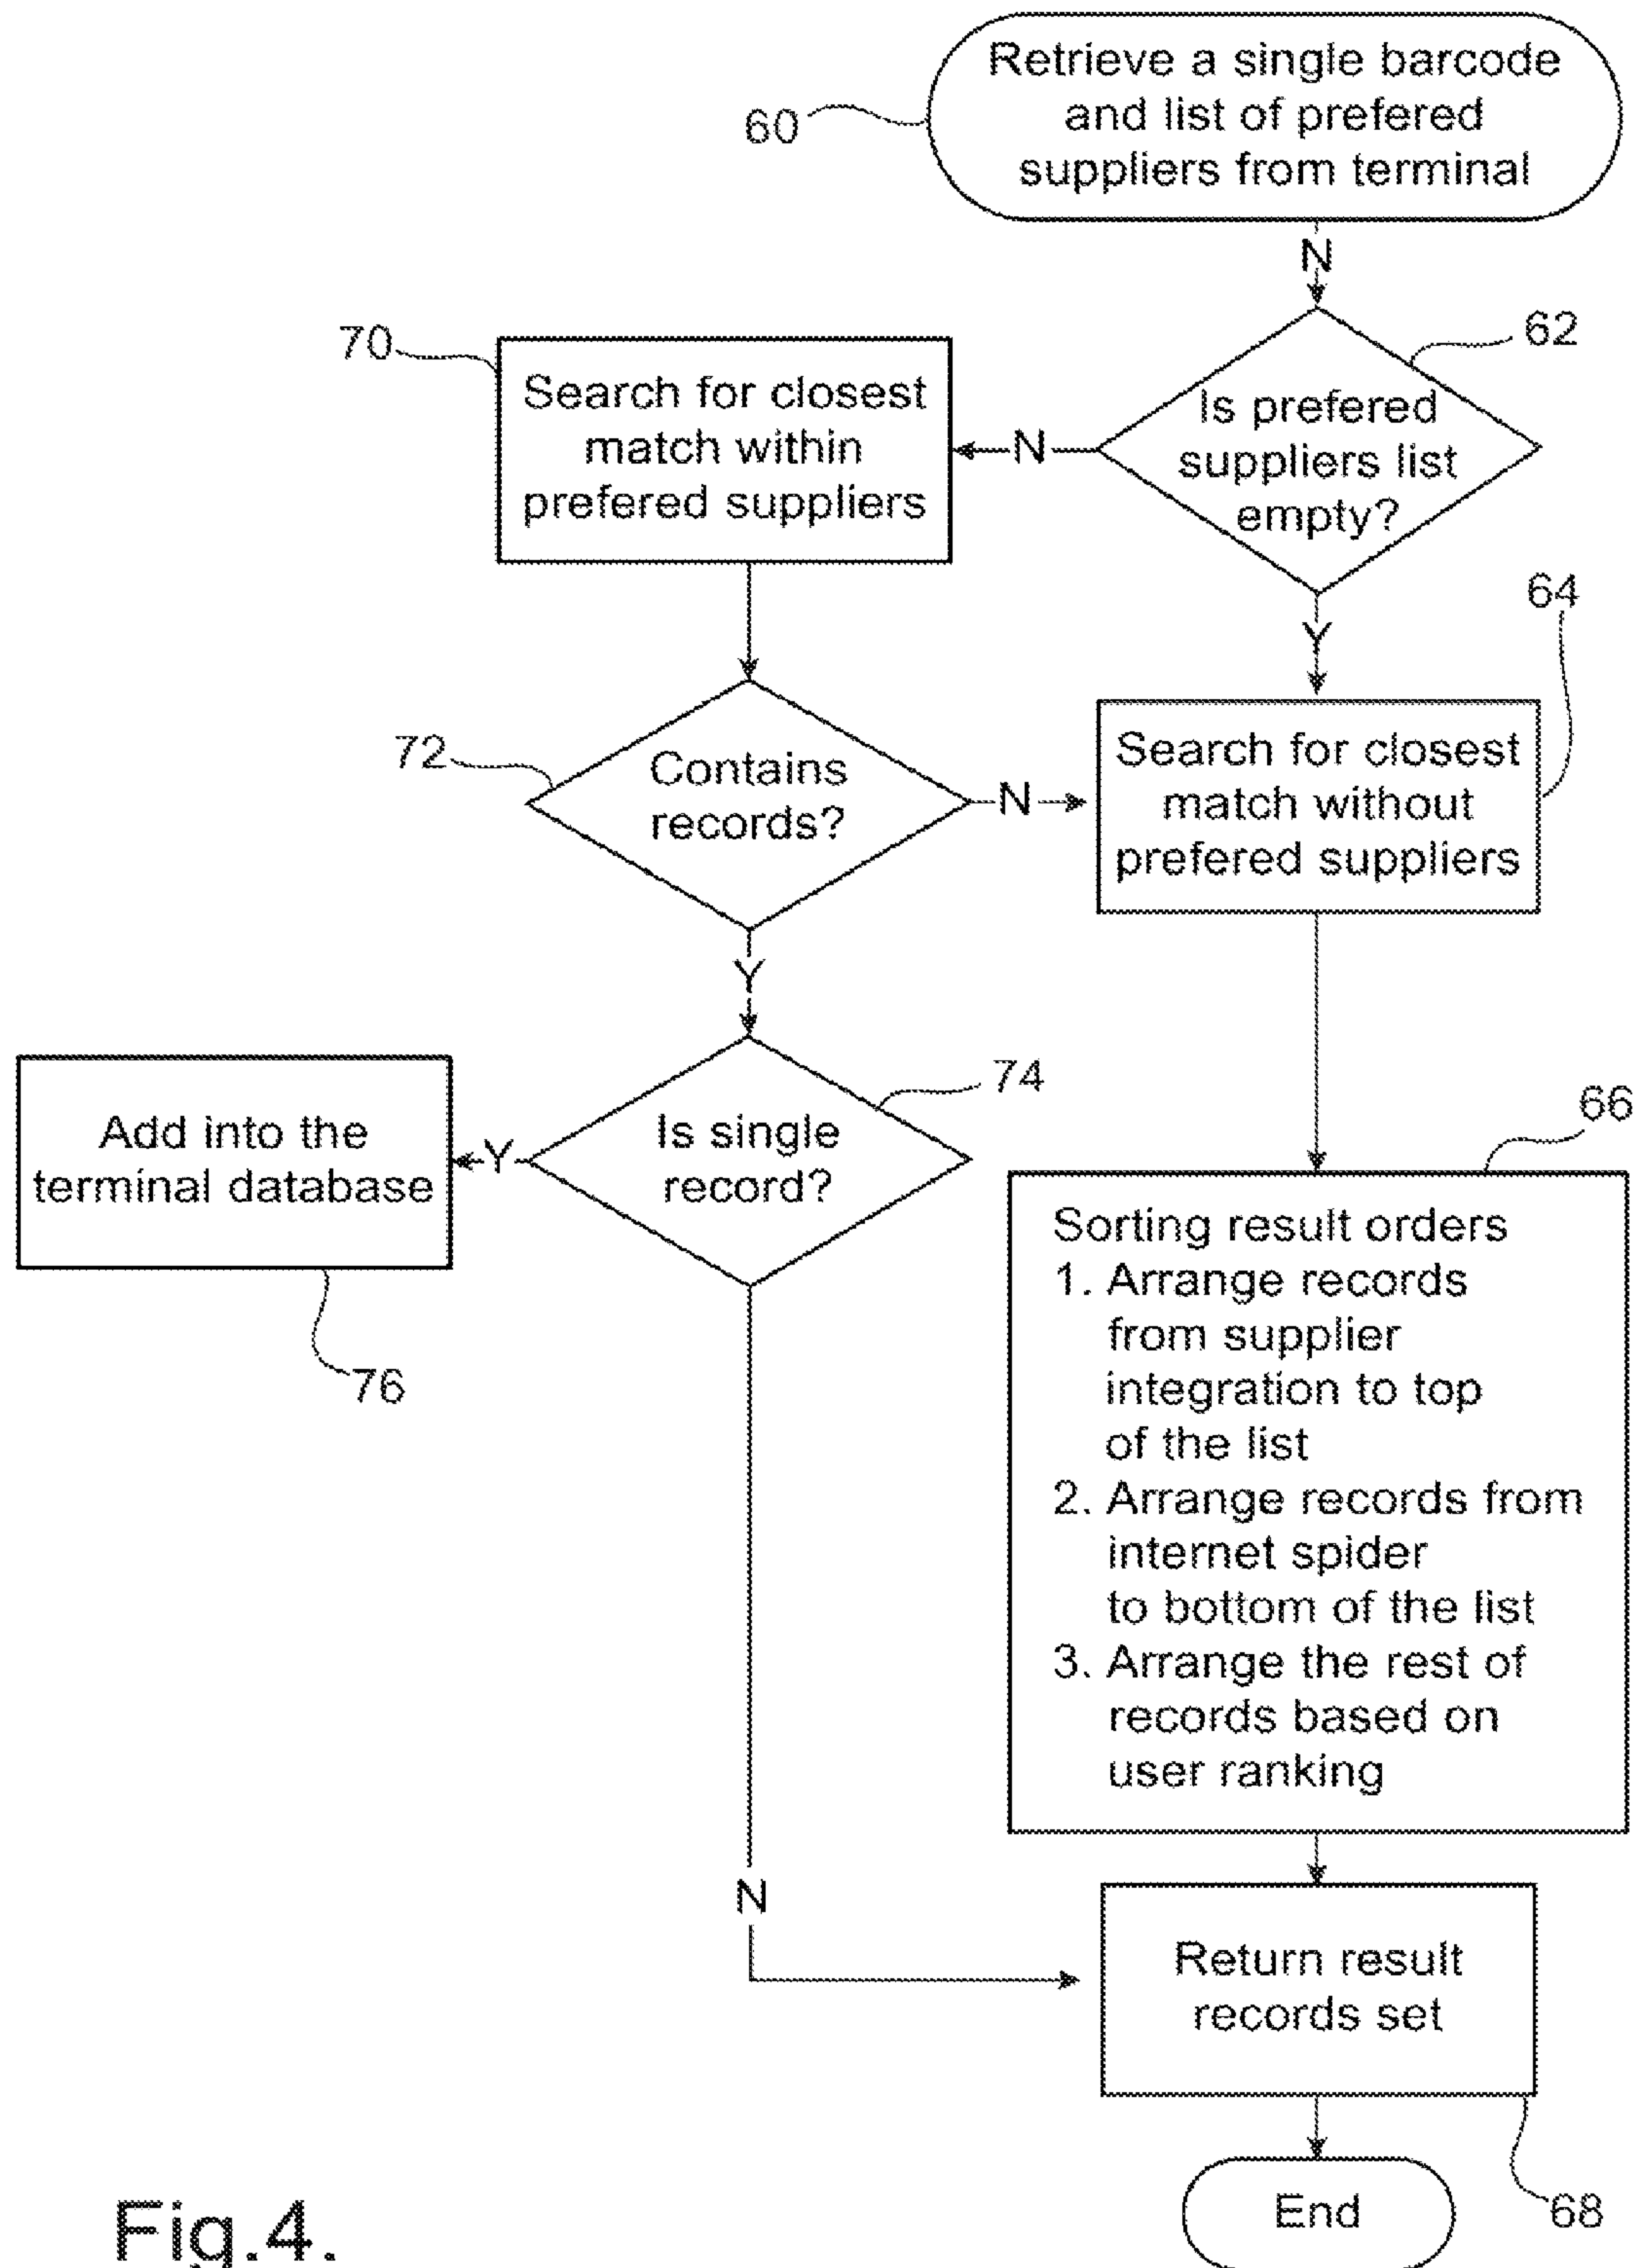 Retrieve a single barcode
and list of prefered
suppliers from terminal
60
N
62
Is prefered
suppliers list
empty?
N
70
Search for closest
match within
prefered suppliers
Y
64
Search for closest
match without
prefered suppliers
72
Contains
records?
N
Y
74
Is single
record?
Y
Add into the
terminal database
76
66
Sorting result orders
1. Arrange records
from supplier
integration to top
of the list
2. Arrange records from
internet spider
to bottom of the list
3. Arrange the rest of
records based on
user ranking
N
Return result
records set
68
End
Fig.4.